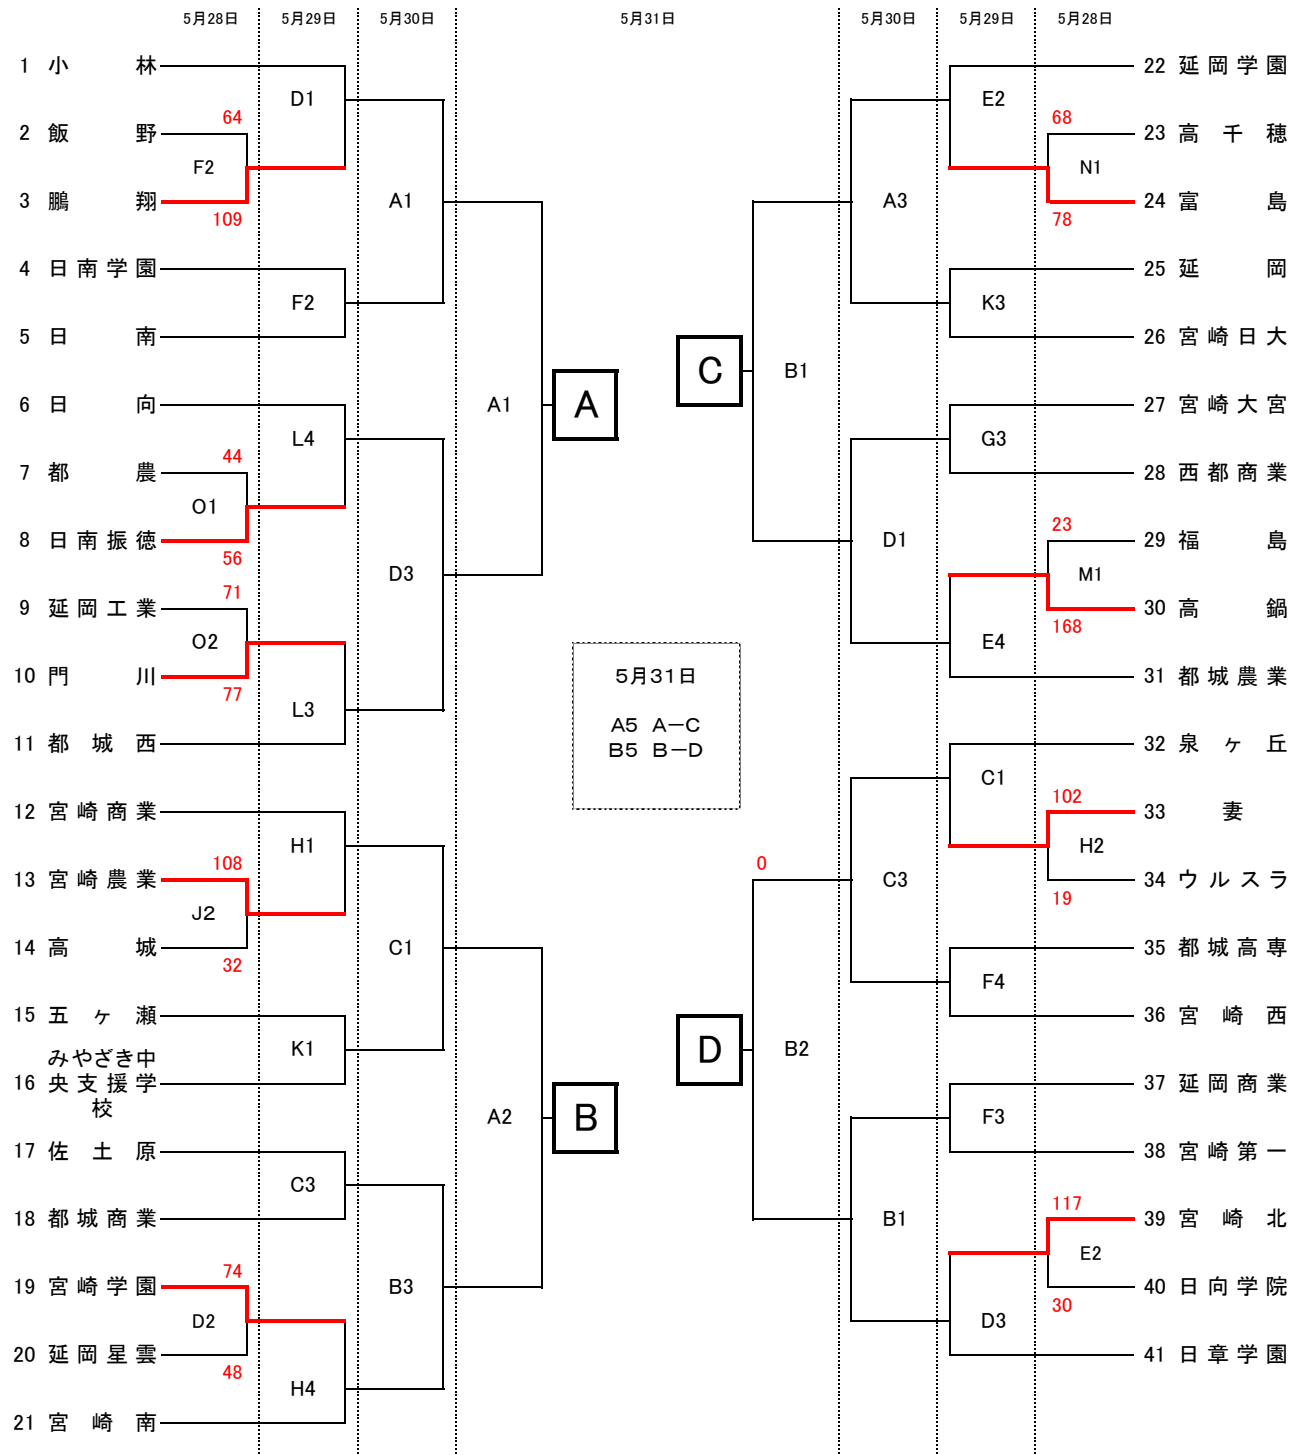 5月28日 5月29日 5月30日 5月31日 5月30日 5月29日 5月28日
1 小林
D1
64
2 飯野
F2
3 鵬翔
109
A1
4 日南学園
F2
5 日南
6 日向
L4
44
7 都農
O1
8 日南振徳
56
D3
71
9 延岡工業
O2
10 門川
77
L3
11 都城西
A1
A
12 宮崎商業
H1
108
13 宮崎農業
J2
14 高城
32
C1
15 五ヶ瀬
K1
みやざき中
16 央支援学
校
17 佐土原
C3
18 都城商業
B3
74
19 宮崎学園
D2
20 延岡星雲
48
H4
21 宮崎南
A2
B
5月31日
A5 A－C
B5 B－D
C
B1
22 延岡学園
E2
68
23 高千穂
N1
24 富島
78
A3
25 延岡
K3
26 宮崎日大
27 宮崎大宮
G3
28 西都商業
D1
23
29 福島
M1
30 高鍋
168
E4
31 都城農業
D
0
B2
32 泉ヶ丘
C1
102
33 妻
H2
34 ウルスラ
19
C3
35 都城高専
F4
36 宮崎西
37 延岡商業
F3
38 宮崎第一
B1
117
39 宮崎北
E2
40 日向学院
30
D3
41 日章学園